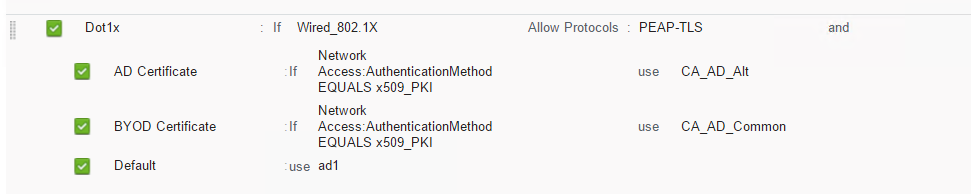 Dot1x : If Wired_802.1X Allow Protocols : PEAP-TLS and
AD Certificate :If Network
Access:AuthenticationMethod
EQUALS x509_PKI use CA_AD_Alt
BYOD Certificate :If Network
Access:AuthenticationMethod
EQUALS x509_PKI use CA_AD_Common
Default :use ad1